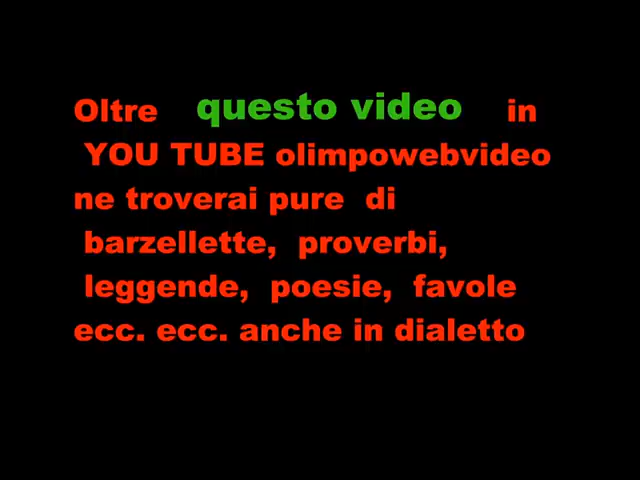 Oltre questo video in
YOU TUBE olimpowebvideo
ne troverai pure di
barzellette, proverbi,
leggende, poesie, favole
ecc. ecc. anche in dialetto